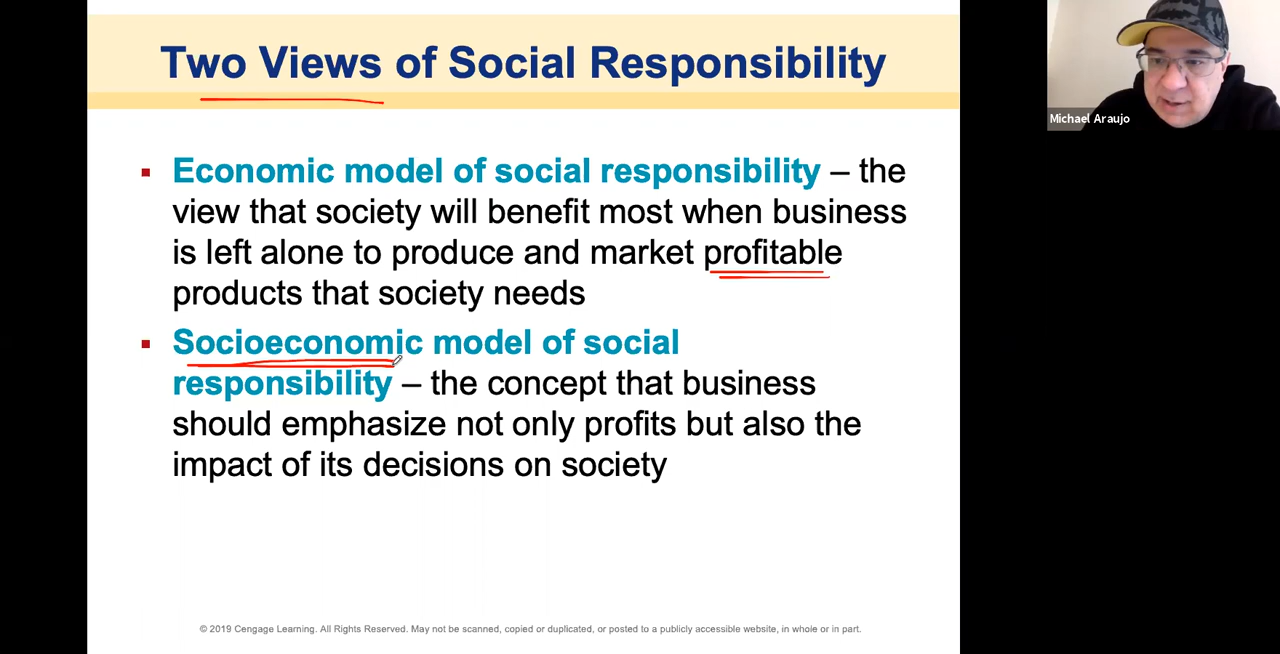 Two Views of Social Responsibility
Michael Araujo
▪ Economic model of social responsibility – the
view that society will benefit most when business
is left alone to produce and market profitable
products that society needs
▪ Socioeconomic model of social
responsibility – the concept that business
should emphasize not only profits but also the
impact of its decisions on society
© 2019 Cengage Learning. All Rights Reserved. May not be scanned, copied or duplicated, or posted to a publicly accessible website, in whole or in part.